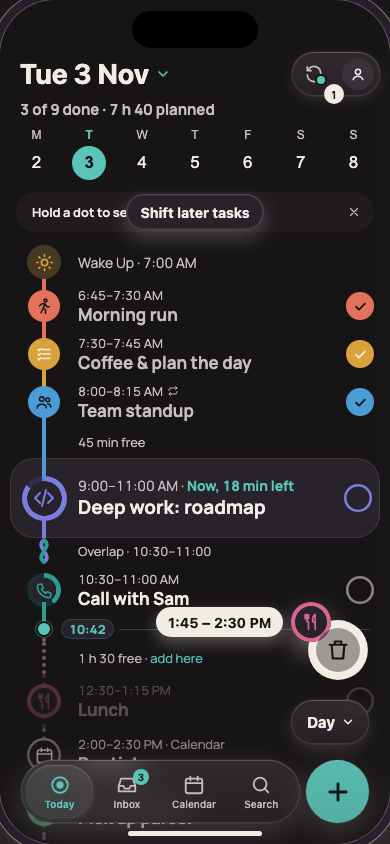 Tue 3 Nov
1
3 of 9 done · 7 h 40 planned
M T W T F S S
2 3 4 5 6 7 8
Hold a dot to se
Shift later tasks
Wake Up · 7:00 AM
6:45–7:30 AM
Morning run
7:30–7:45 AM
Coffee & plan the day
8:00–8:15 AM
Team standup
45 min free
9:00–11:00 AM · Now, 18 min left
Deep work: roadmap
Overlap · 10:30–11:00
10:30–11:00 AM
Call with Sam
1:45 – 2:30 PM
10:42
1 h 30 free · add here
12:30–1:15 PM
Lunch
Day
2:00–2:30 PM · Calendar
3
Today Inbox Calendar Search